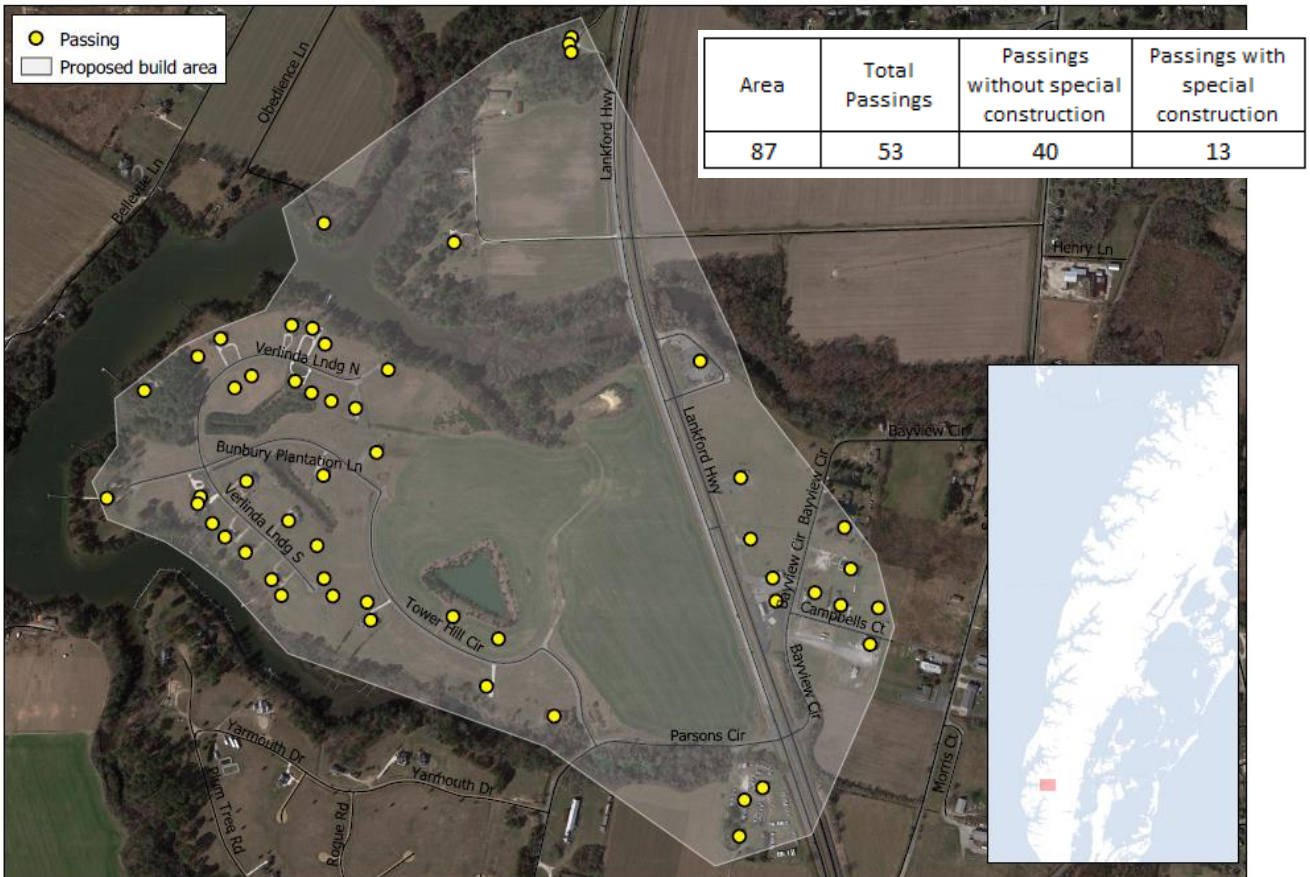 Passing
Proposed build area
Area
Total
Passings
Passings
without special
construction
Passings with
special
construction
87
53
40
13
Obedience Ln
Belleville Ln
Lankford Hwy
Henry Ln
Verlinda Lndg N
Bunbury Plantation Ln
Verlinda Lndg S
Lankford Hwy
Bayview Cir
Bayview Cir
Bayview Cir
Campbells Ct
Tower Hill Cir
Bayview Cir
Parsons Cir
Yarmouth Dr
Yarmouth Dr
Plum Tree Rd
Rogue Rd
Morris Ct